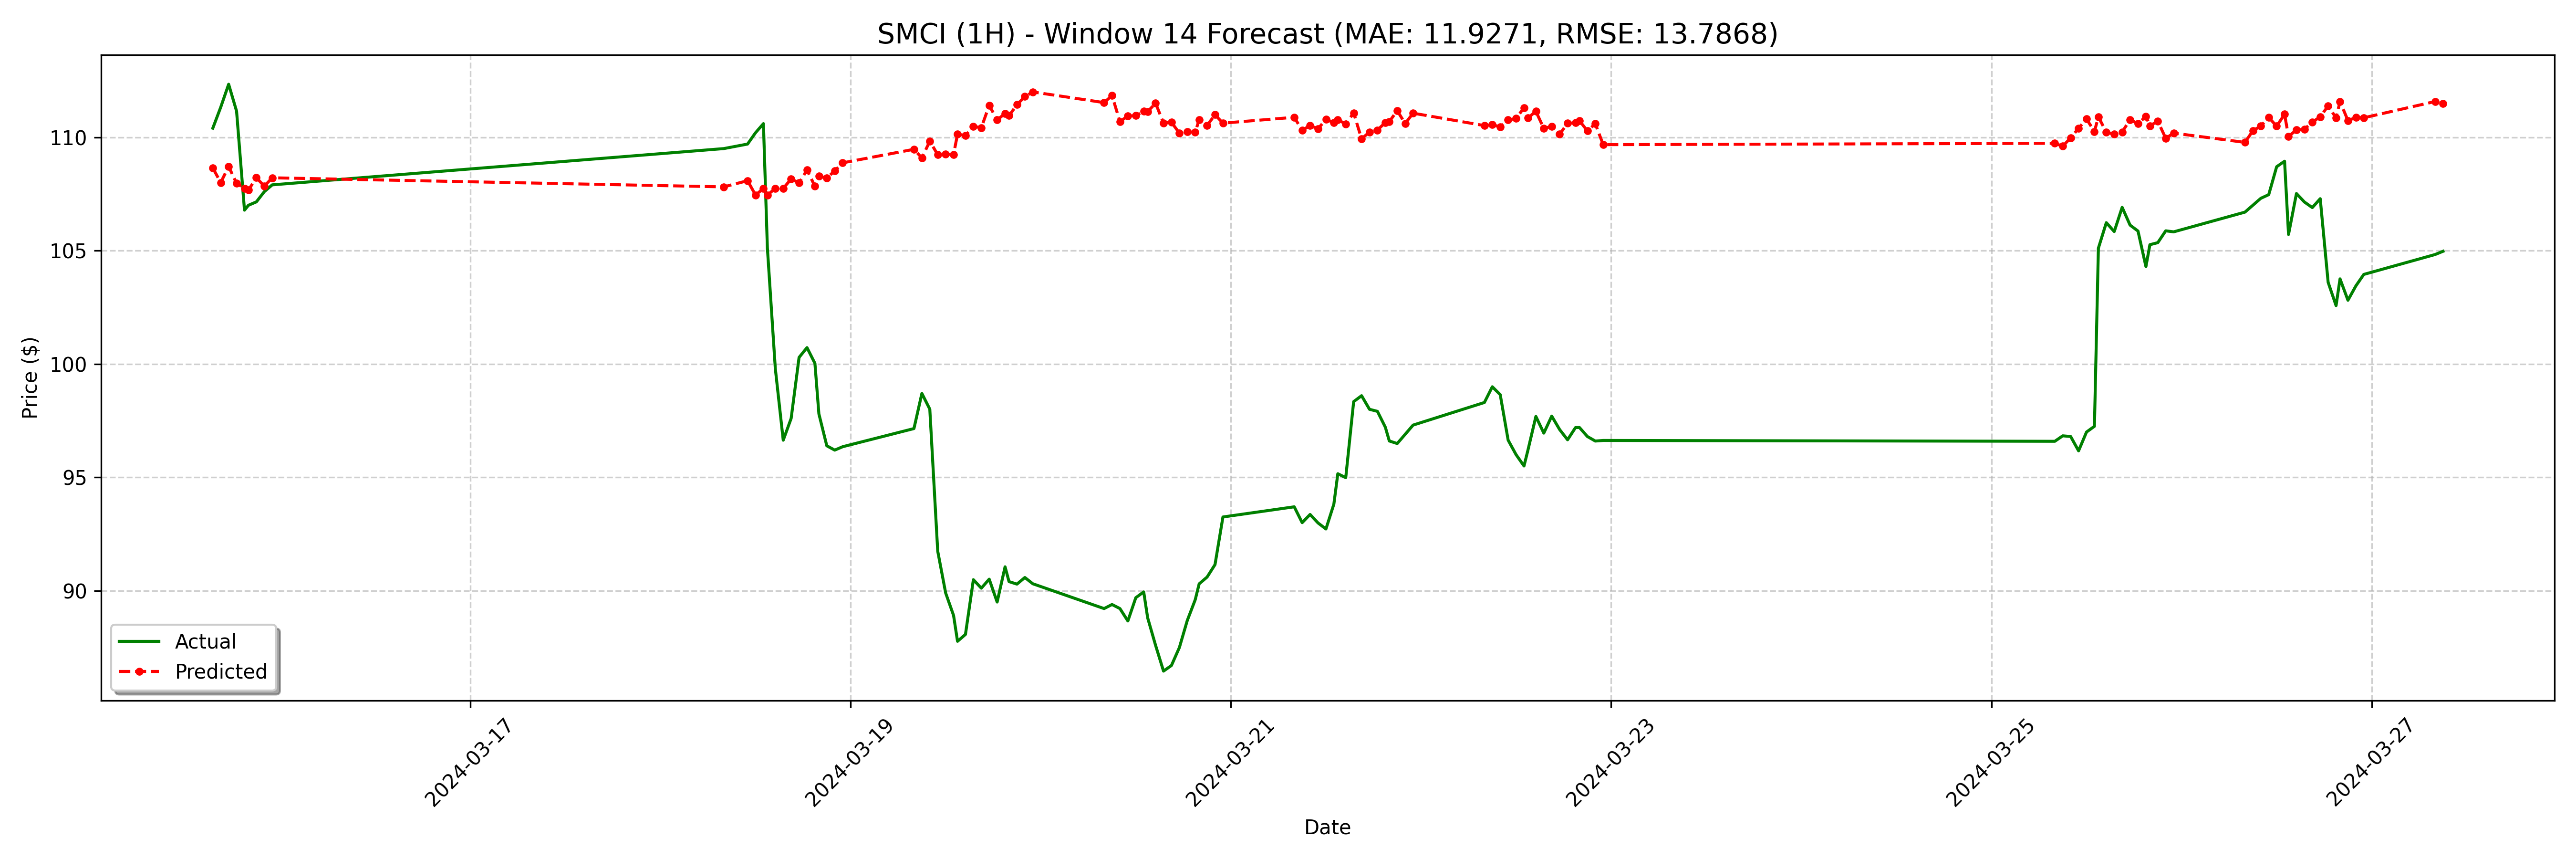 SMCI (1H) - Window 14 Forecast (MAE: 11.9271, RMSE: 13.7868)
Price ($)
110
105
100
95
90
Actual
Predicted
2024-03-17
2024-03-19
2024-03-21
2024-03-23
2024-03-25
2024-03-27
Date